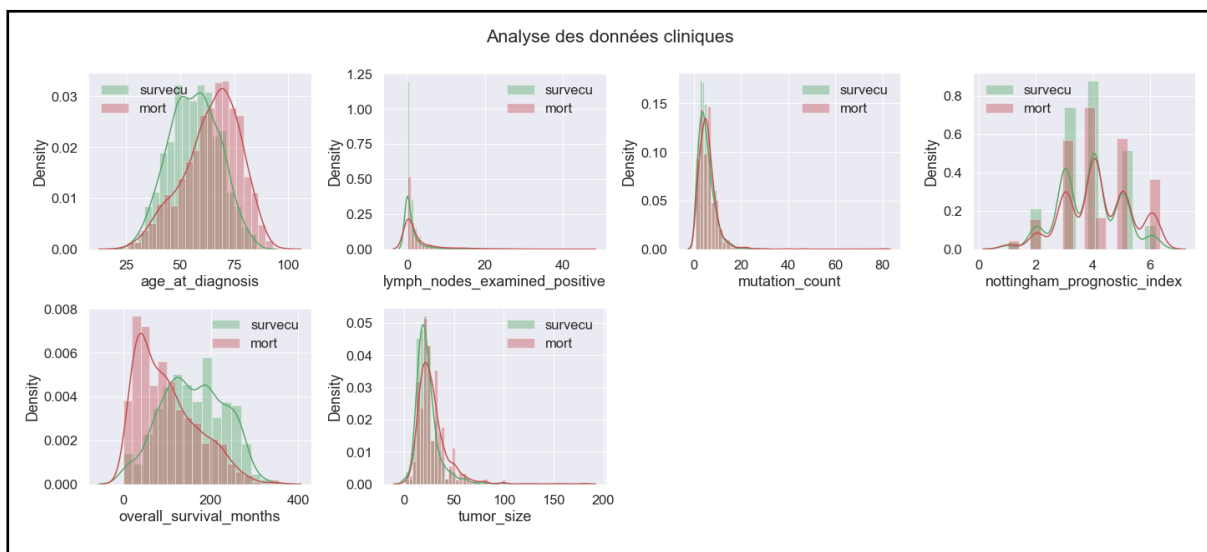 Analyse des données cliniques
survecu
mort
Density
0.03
0.02
0.01
0.00
25
50
75
100
age_at_diagnosis
survecu
mort
Density
1.25
1.00
0.75
0.50
0.25
0.00
0
20
40
lymph_nodes_examined_positive
survecu
mort
Density
0.15
0.10
0.05
0.00
0
20
40
60
80
mutation_count
survecu
mort
Density
0.8
0.6
0.4
0.2
0.0
2
4
6
nottingham_prognostic_index
survecu
mort
Density
0.008
0.006
0.004
0.002
0.000
0
200
400
overall_survival_months
survecu
mort
Density
0.05
0.04
0.03
0.02
0.01
0.00
0
50
100
150
200
tumor_size